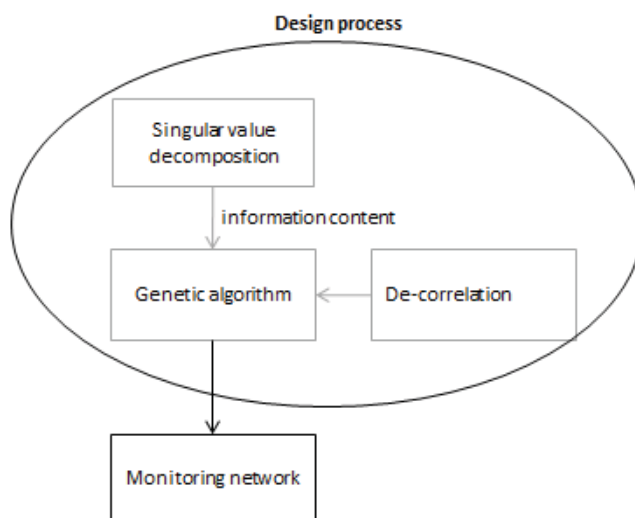 Design process
Singular value
decomposition
information content
Genetic algorithm
De-correlation
Monitoring network